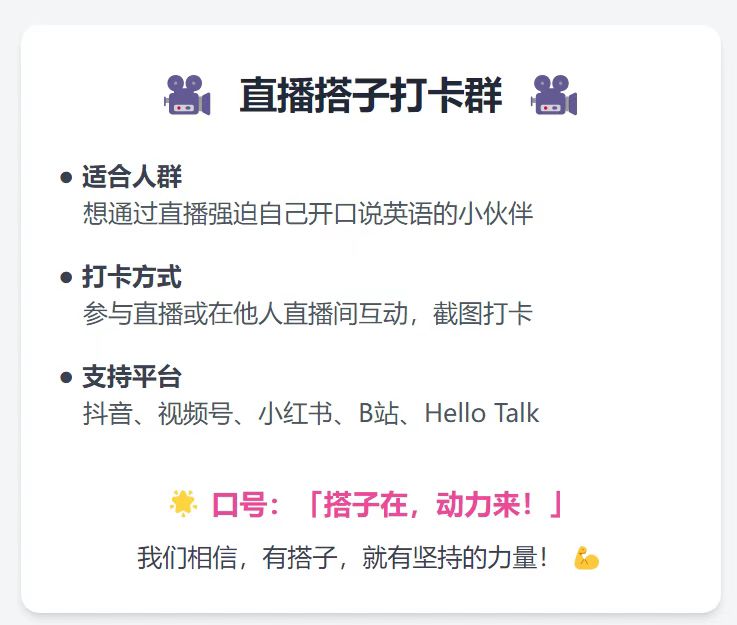 🎥 直播搭子打卡群 🎥
● 适合人群
想通过直播强迫自己开口说英语的小伙伴
● 打卡方式
参与直播或在他人直播间互动，截图打卡
● 支持平台
抖音、视频号、小红书、B站、Hello Talk
🌟 口号：「搭子在，动力来！」
我们相信，有搭子，就有坚持的力量！ 💪